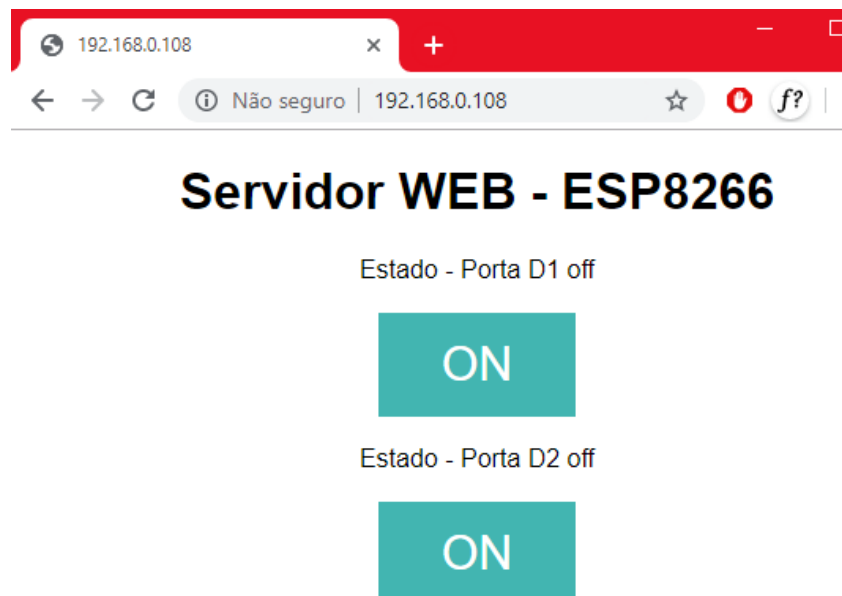 192.168.0.108
Não seguro | 192.168.0.108
f?
Servidor WEB - ESP8266
Estado - Porta D1 off
ON
Estado - Porta D2 off
ON